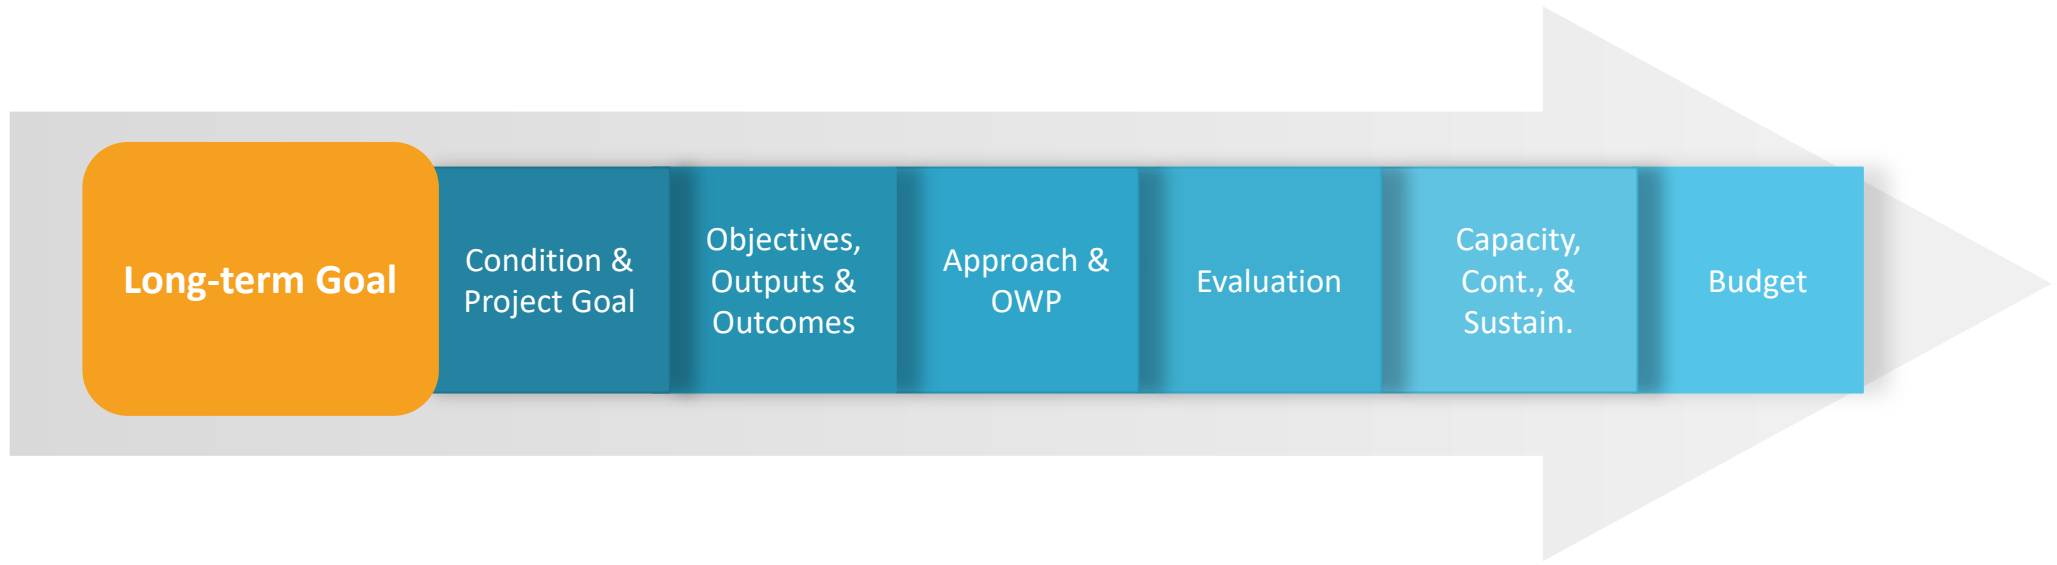 Long-term Goal
Condition &
Project Goal
Objectives,
Outputs &
Outcomes
Approach &
OWP
Evaluation
Capacity,
Cont., &
Sustain.
Budget